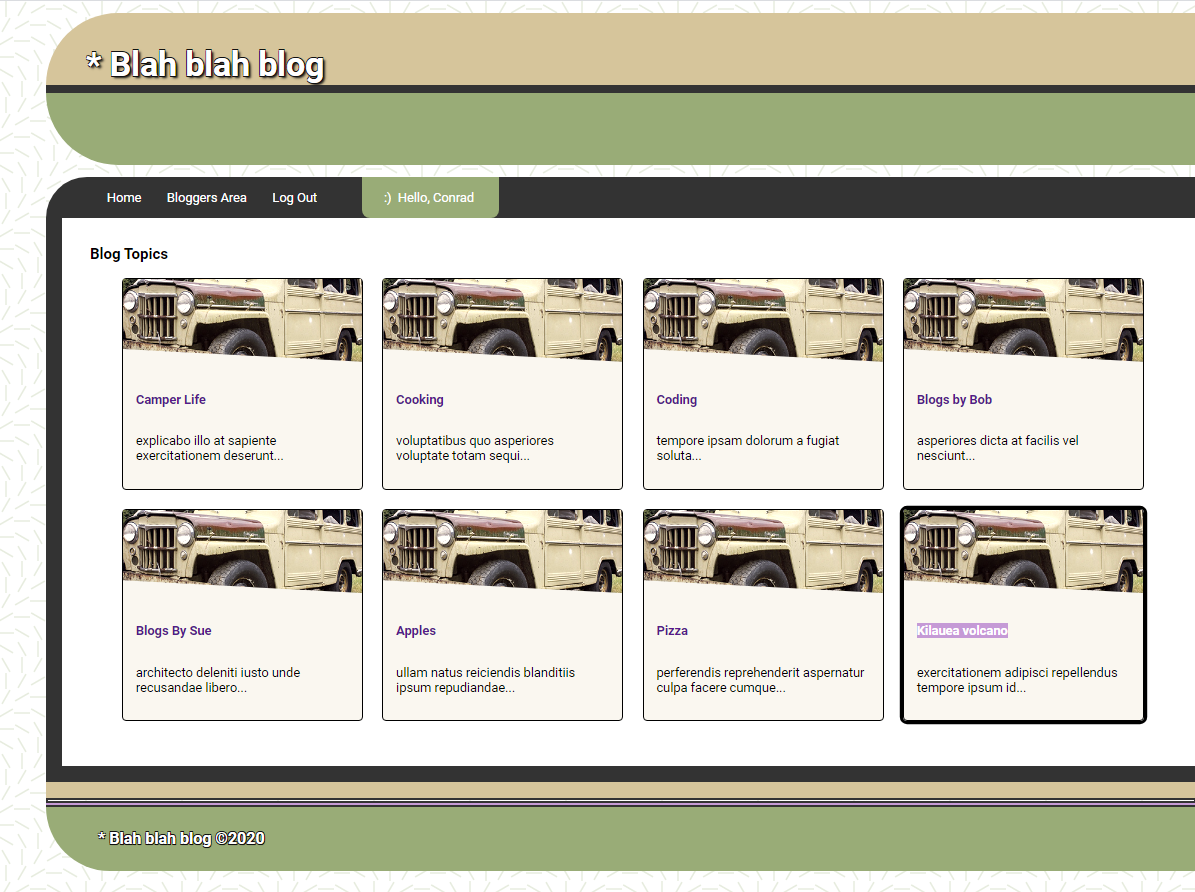 * Blah blah blog
Home Bloggers Area Log Out :) Hello, Conrad
Blog Topics
Camper Life
explicabo illo at sapiente
exercitationem deserunt...
Cooking
voluptatibus quo asperiores
voluptate totam sequi...
Coding
tempore ipsam dolorum a fugiat
soluta...
Blogs by Bob
asperiores dicta at facilis vel
nesciunt...
Blogs By Sue
architecto deleniti iusto unde
recusandae libero...
Apples
ullam natus reiciendis blanditiis
ipsum repudiandae...
Pizza
perferendis reprehenderit aspernatur
culpa facere cumque...
Kilauea volcano
exercitationem adipisci repellendus
tempore ipsum id...
* Blah blah blog ©2020